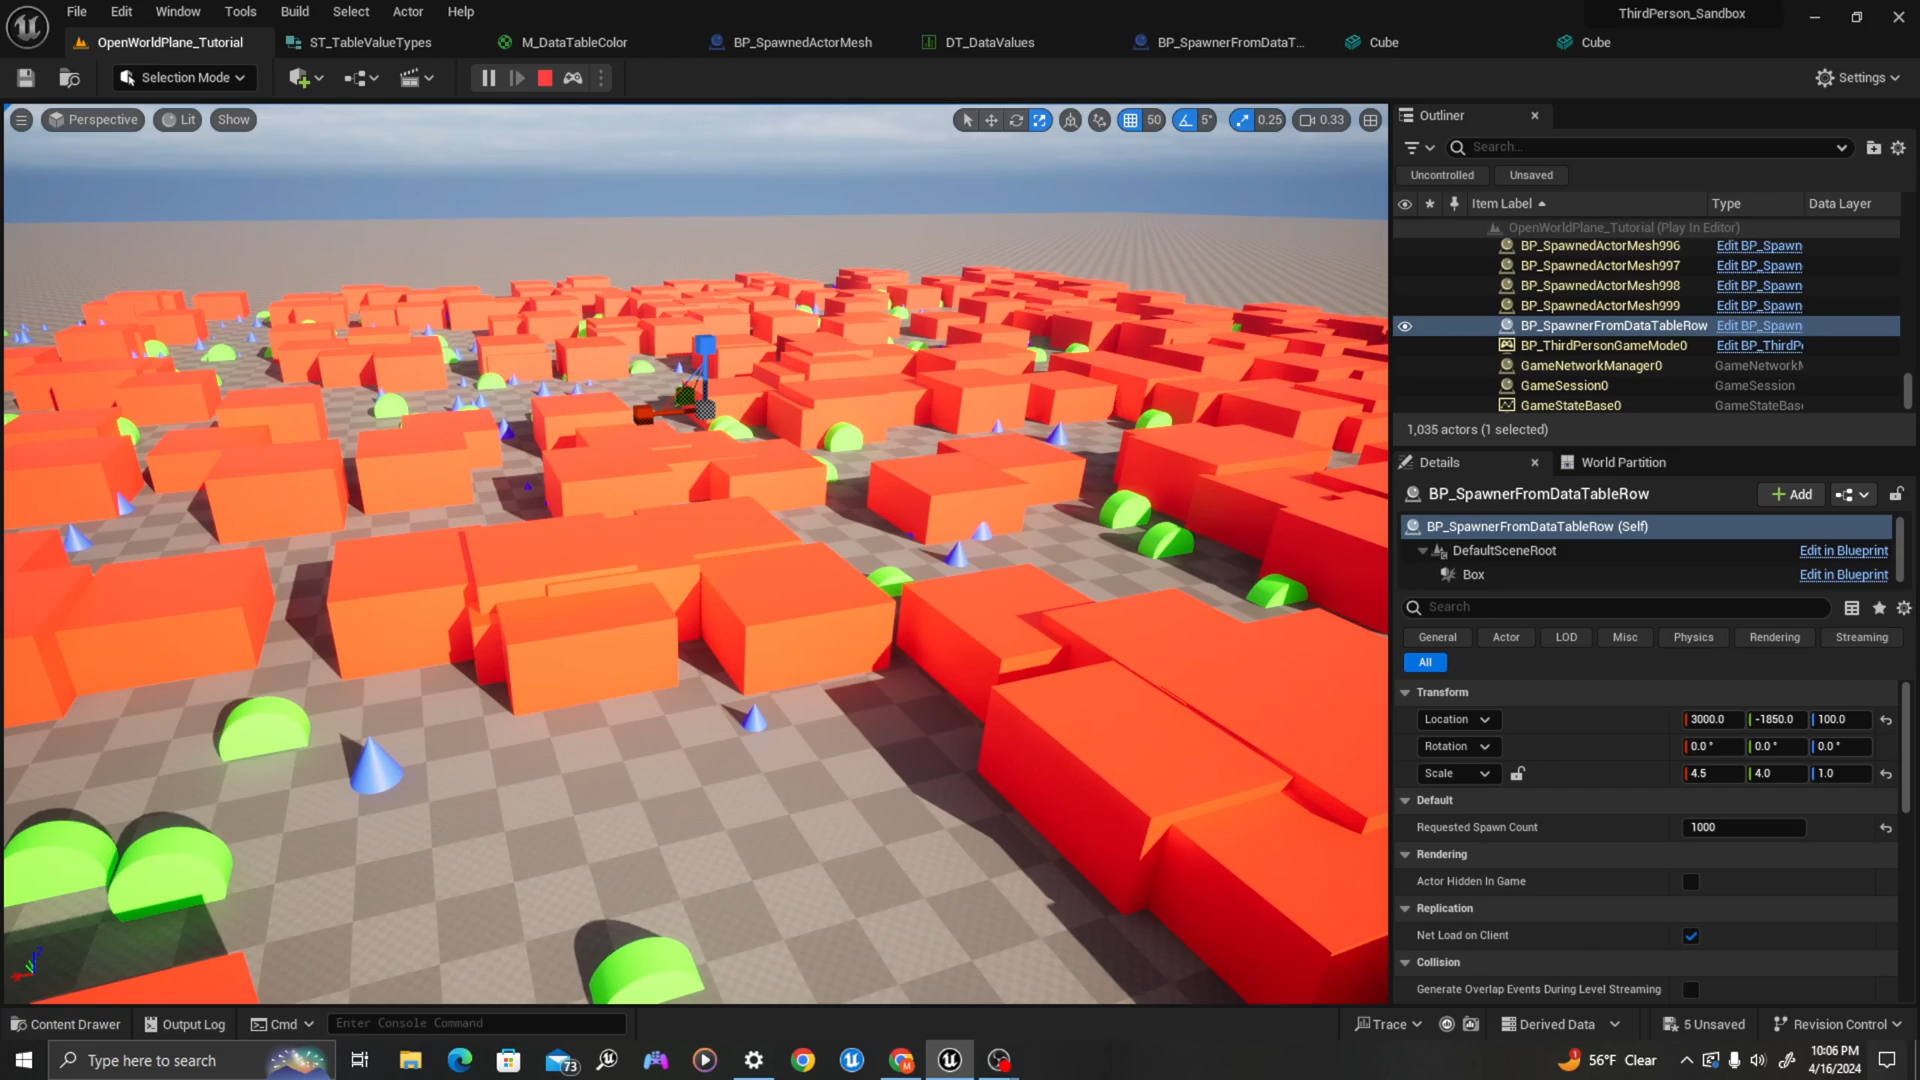 File Edit Window Tools Build Select Actor Help
ThirdPerson_Sandbox
OpenWorldPlane_Tutorial
ST_TableValueTypes
M_DataTableColor
BP_SpawnedActorMesh
DT_DataValues
BP_SpawnerFromDataT...
Cube
Cube
Selection Mode
Settings
Perspective
Lit
Show
50
5°
0.25
0.33
Outliner
Search...
Uncontrolled
Unsaved
Item Label
Type
Data Layer
OpenWorldPlane_Tutorial (Play In Editor)
BP_SpawnedActorMesh996 Edit BP_Spawn
BP_SpawnedActorMesh997 Edit BP_Spawn
BP_SpawnedActorMesh998 Edit BP_Spawn
BP_SpawnedActorMesh999 Edit BP_Spawn
BP_SpawnerFromDataTableRow Edit BP_Spawn
BP_ThirdPersonGameMode0 Edit BP_ThirdP
GameNetworkManager0 GameNetwork
GameSession0 GameSession
GameStateBase0 GameStateBas
1,035 actors (1 selected)
Details
World Partition
BP_SpawnerFromDataTableRow
Add
BP_SpawnerFromDataTableRow (Self)
DefaultSceneRoot Edit in Blueprint
Box Edit in Blueprint
Search
General Actor LOD Misc Physics Rendering Streaming
All
Transform
Location 3000.0 -1850.0 100.0
Rotation 0.0 ° 0.0 ° 0.0 °
Scale 4.5 4.0 1.0
Default
Requested Spawn Count 1000
Rendering
Actor Hidden In Game
Replication
Net Load on Client
Collision
Generate Overlap Events During Level Streaming
Content Drawer
Output Log
Cmd
Enter Console Command
Trace
Derived Data
5 Unsaved
Revision Control
Type here to search
73
M
1
56°F Clear
10:06 PM
4/16/2024